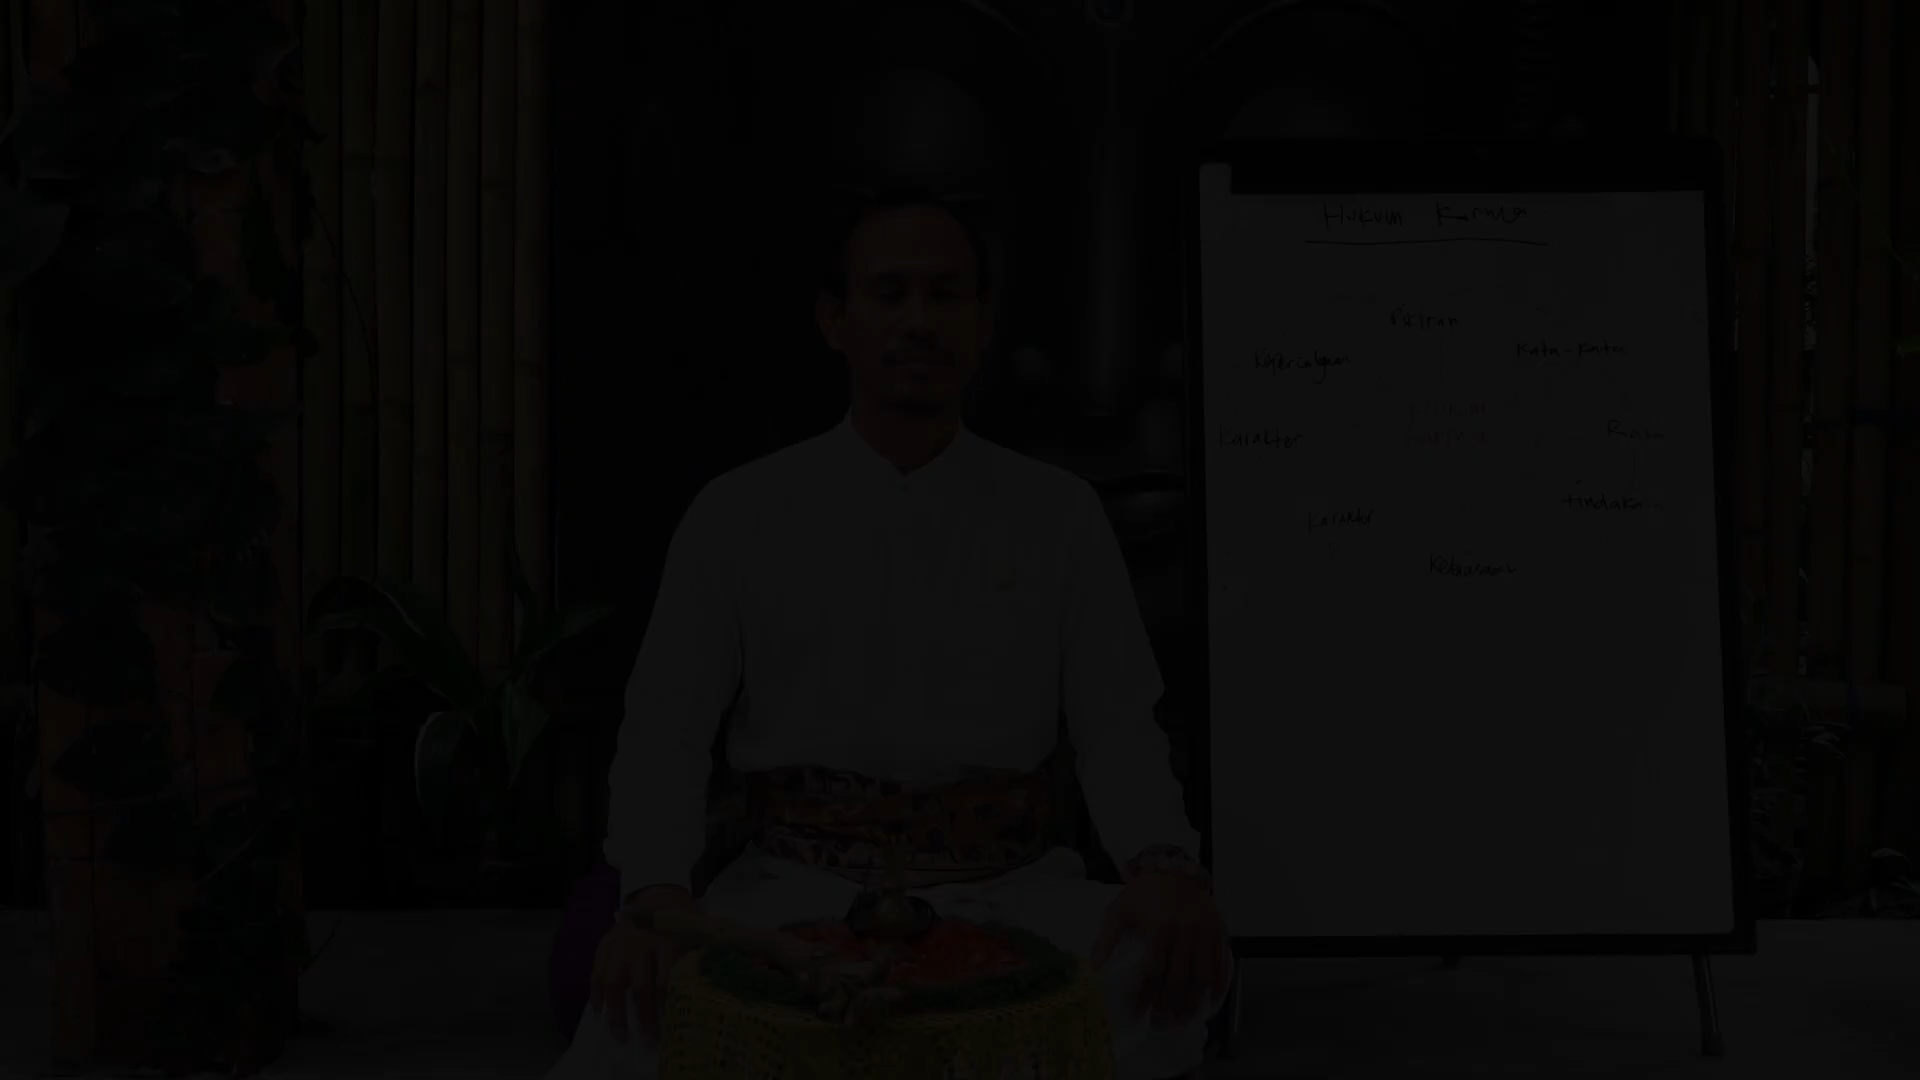 Hukum Karma
Pikiran
Kepercayaan Kata-Kata
Karakter Rasa
tindakan
Karakter
Kebiasaan